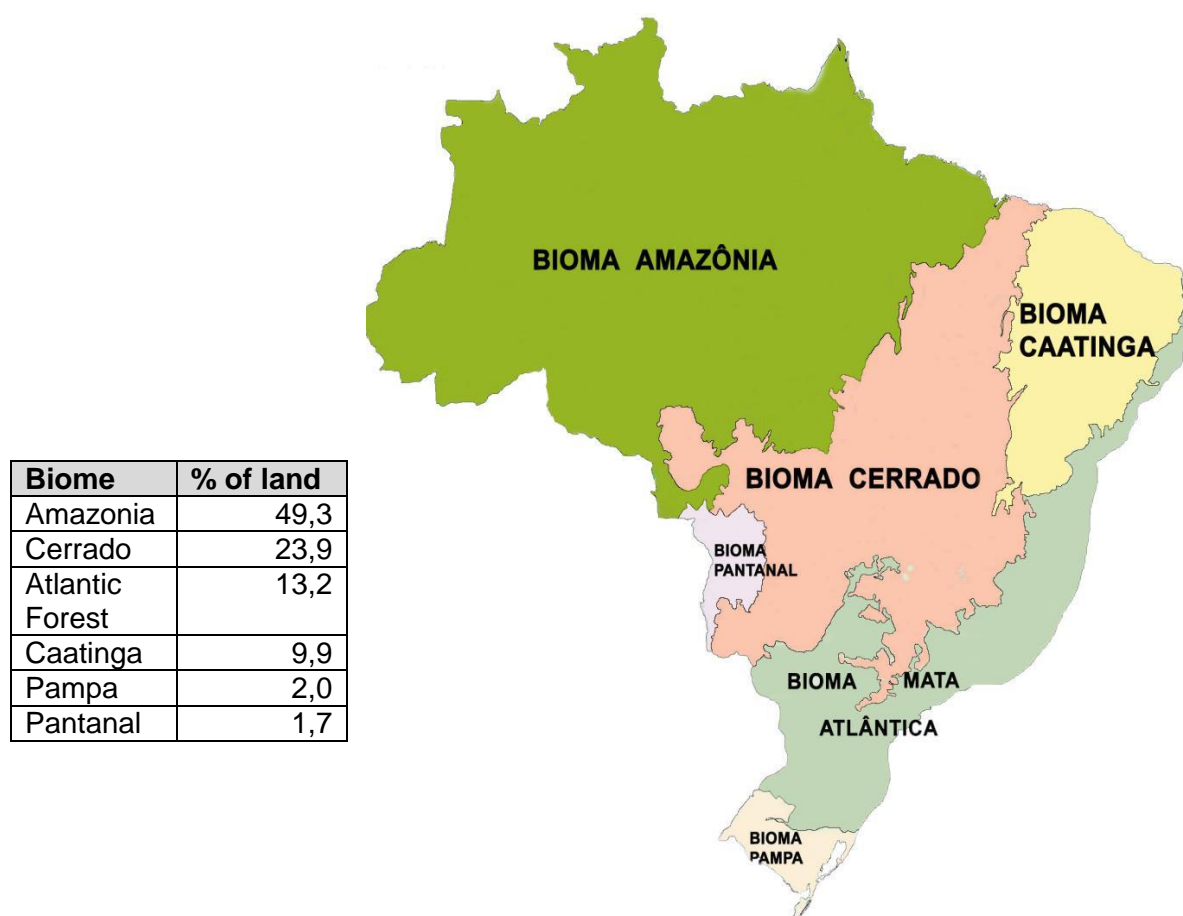 Biome % of land
Amazonia 49,3
Cerrado 23,9
Atlantic 13,2
Forest
Caatinga 9,9
Pampa 2,0
Pantanal 1,7
BIOMA AMAZÔNIA
BIOMA
CAATINGA
BIOMA CERRADO
BIOMA
PANTANAL
BIOMA MATA
ATLÂNTICA
BIOMA
PAMPA